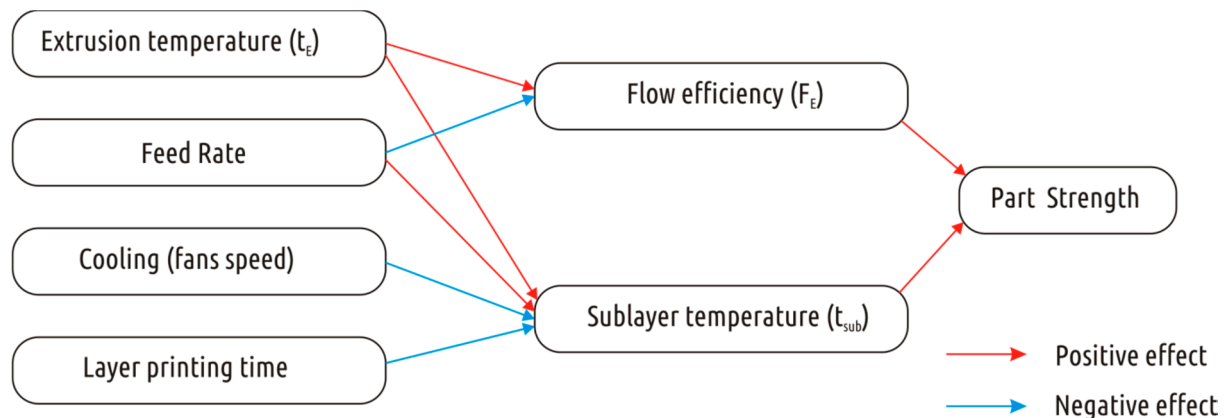 Extrusion temperature (tE)
Flow efficiency (FE)
Feed Rate
Part Strength
Cooling (fans speed)
Sublayer temperature (tsub)
Layer printing time
Positive effect
Negative effect